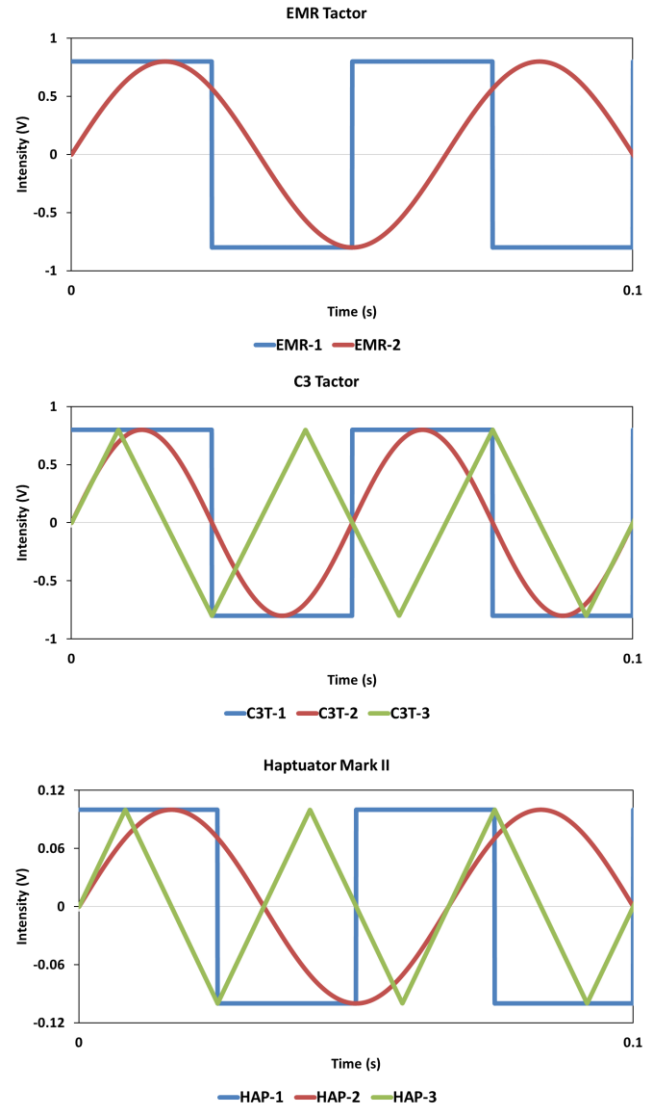 EMR Tactor
1
0.5
0
-0.5
-1
Intensity (V)
0 0.1
Time (s)
EMR-1 EMR-2
C3 Tactor
1
0.5
0
-0.5
-1
Intensity (V)
0 0.1
Time (s)
C3T-1 C3T-2 C3T-3
Haptuator Mark II
0.12
0.06
0
-0.06
-0.12
Intensity (V)
0 0.1
Time (s)
HAP-1 HAP-2 HAP-3